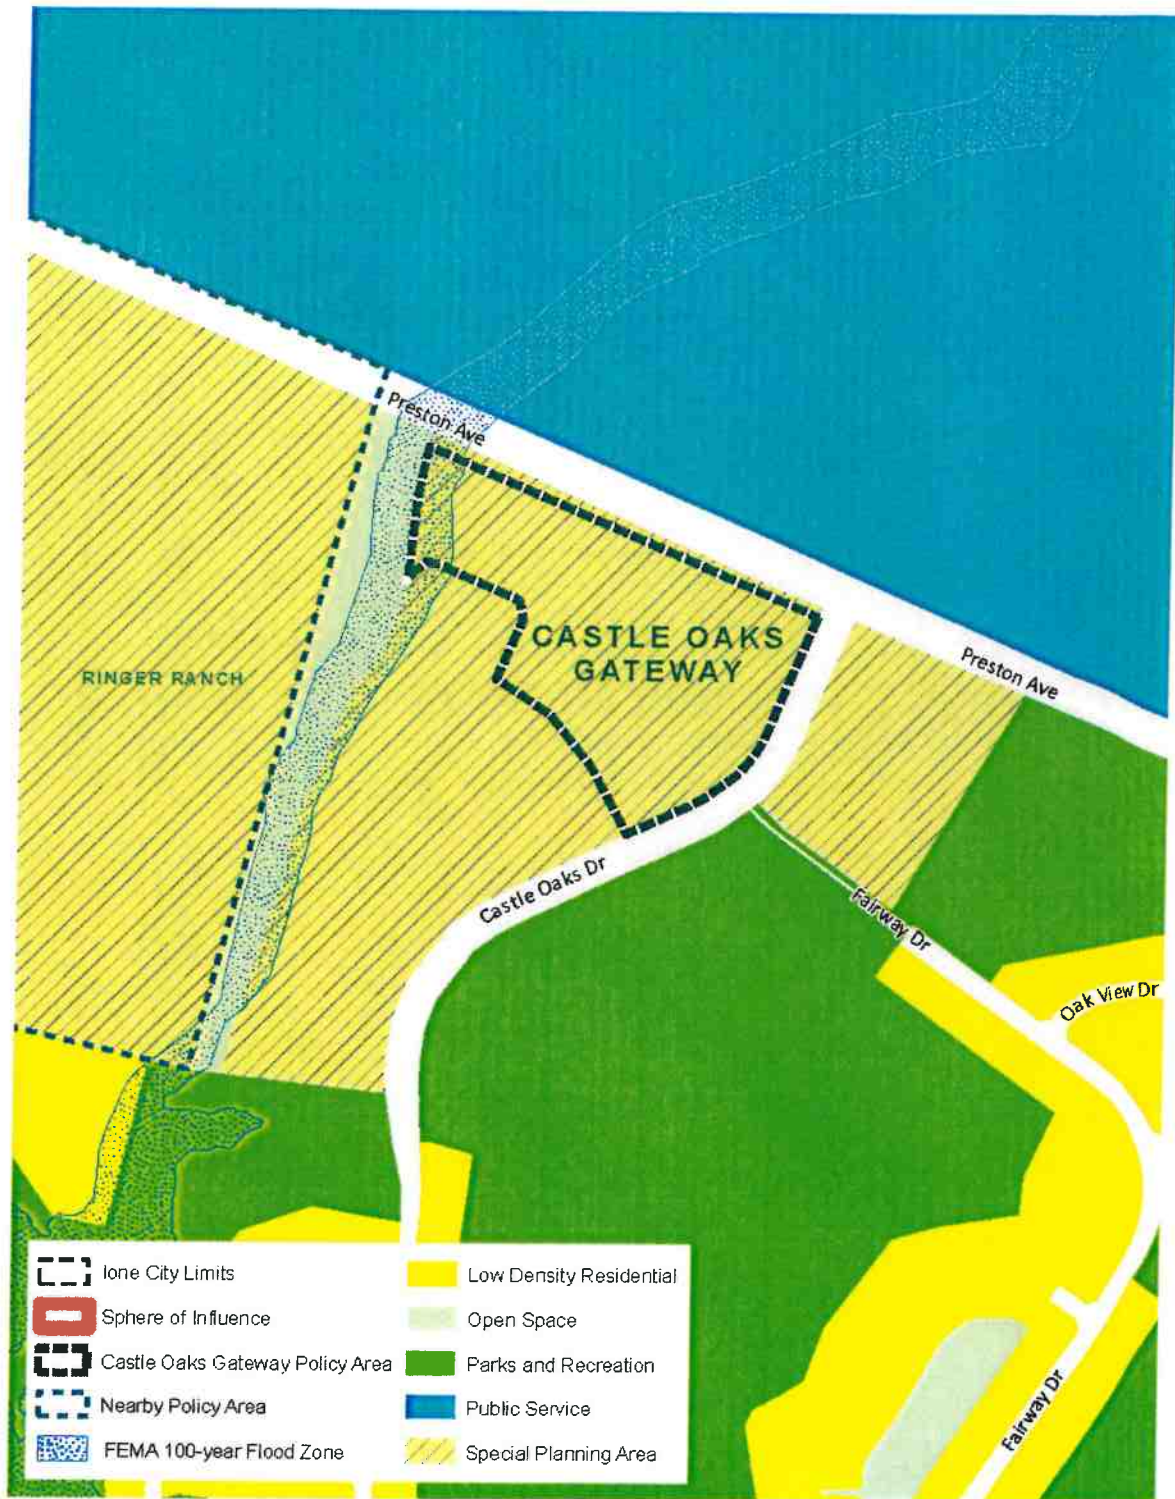 Preston Ave
CASTLE OAKS
GATEWAY
Preston Ave
RINGER RANCH
Castle Oaks Dr
Fairway Dr
Oak View Dr
Fairway Dr
Ione City Limits
Sphere of Influence
Castle Oaks Gateway Policy Area
Nearby Policy Area
FEMA 100-year Flood Zone
Low Density Residential
Open Space
Parks and Recreation
Public Service
Special Planning Area